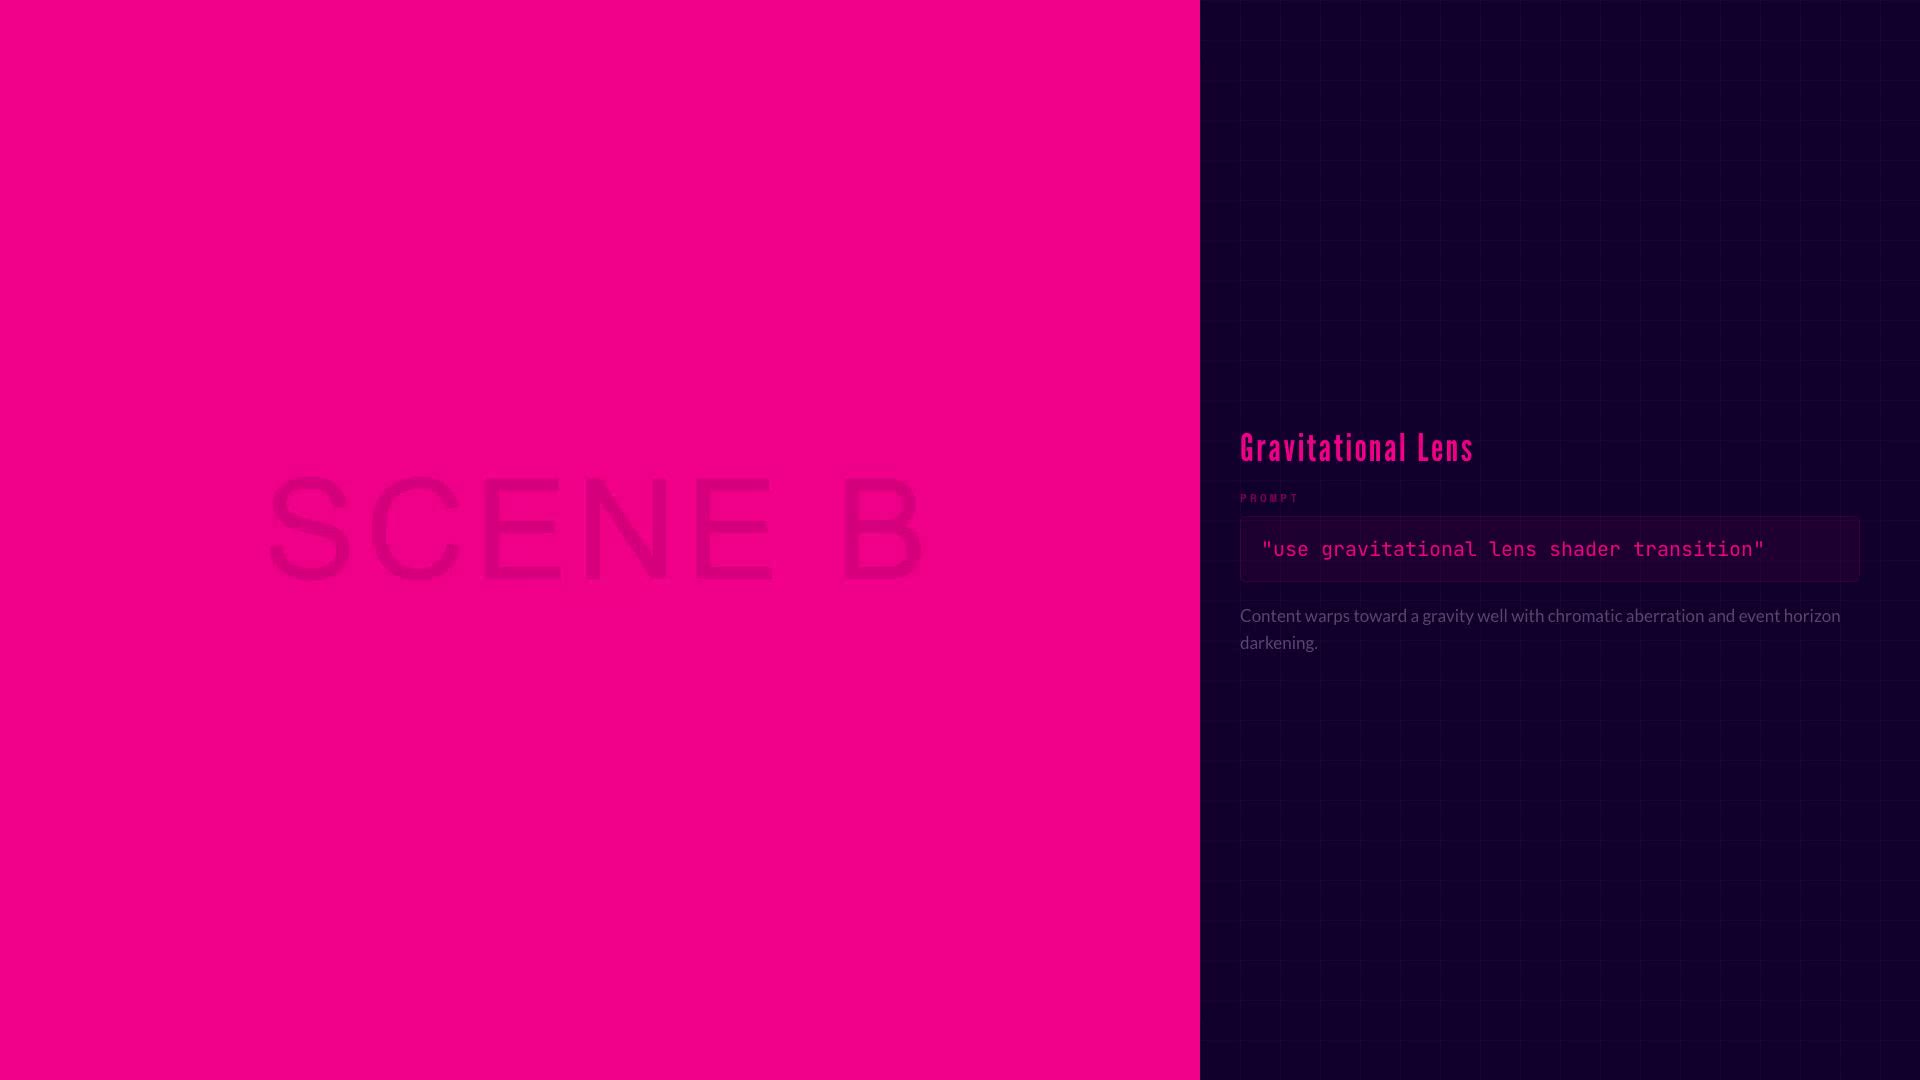 SCENE B
Gravitational Lens
PROMPT
"use gravitational lens shader transition"
Content warps toward a gravity well with chromatic aberration and event horizon
darkening.